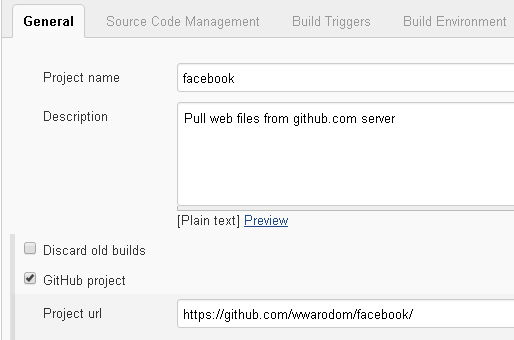 General Source Code Management Build Triggers Build Environment
Project name facebook
Description Pull web files from github.com server
[Plain text] Preview
Discard old builds
GitHub project
Project url https://github.com/wwarodom/facebook/